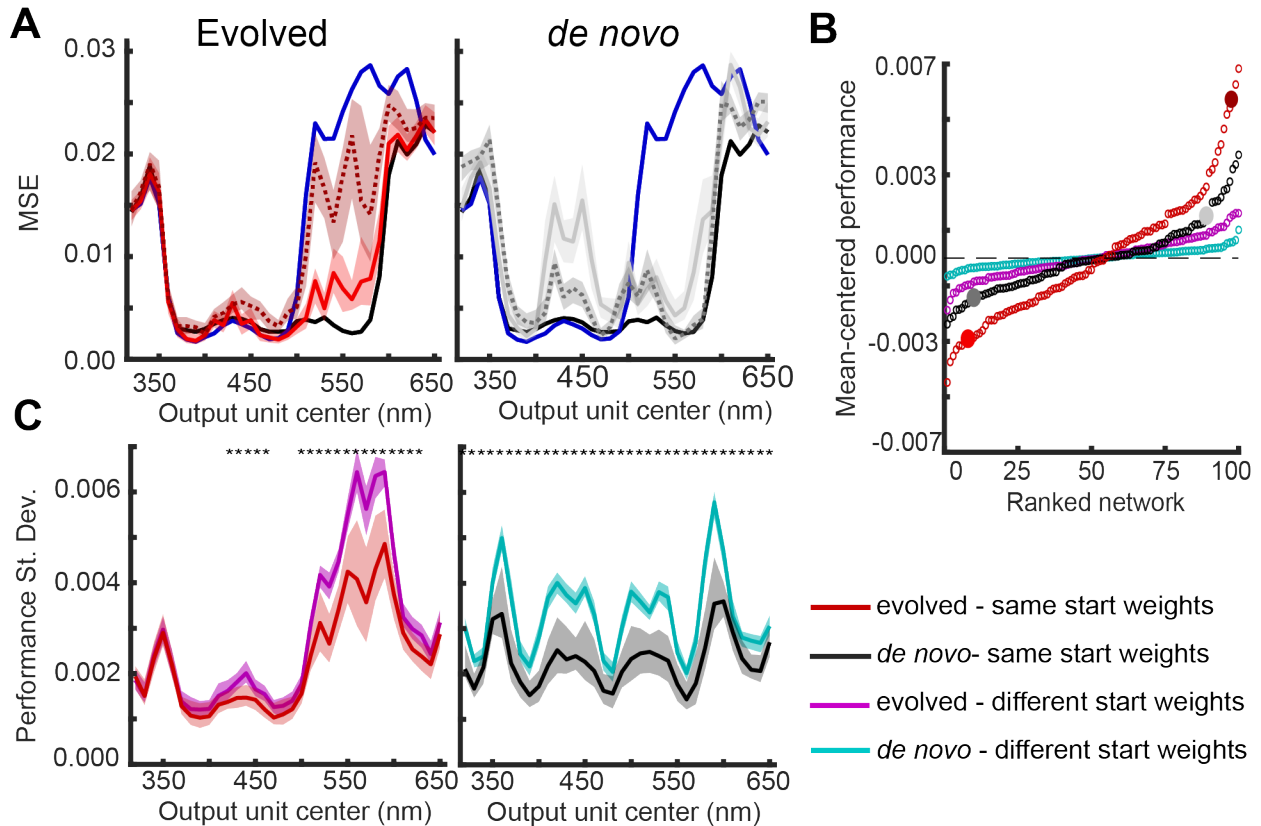 A
Evolved
de novo
0.03
0.02
0.01
0.00
MSE
350
450
550
650
Output unit center (nm)
350
450
550
650
Output unit center (nm)
B
0.007
0.003
0.000
-0.003
-0.007
Mean-centered performance
0
25
50
75
100
Ranked network
C
*****
**************
**********************************
0.006
0.004
0.002
0.000
Performance St. Dev.
350
450
550
650
Output unit center (nm)
350
450
550
650
Output unit center (nm)
evolved - same start weights
de novo- same start weights
evolved - different start weights
de novo - different start weights